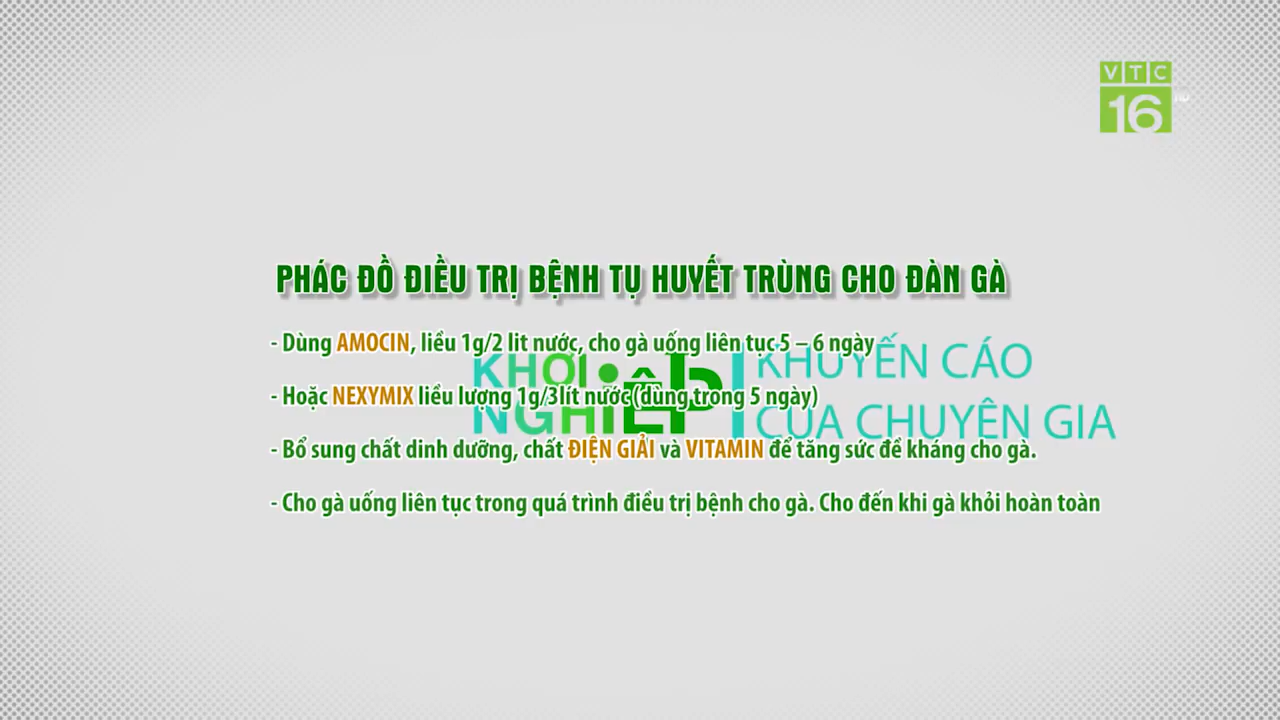 VTC
16 HD
PHÁC ĐỒ ĐIỀU TRỊ BỆNH TỤ HUYẾT TRÙNG CHO ĐÀN GÀ
- Dùng AMOCIN, liều 1g/2 lit nước, cho gà uống liên tục 5 – 6 ngày
KHỞI NGHIỆP
KHUYẾN CÁO
- Hoặc NEXYMIX liều lượng 1g/3lít nước (dùng trong 5 ngày)
CỦA CHUYÊN GIA
- Bổ sung chất dinh dưỡng, chất ĐIỆN GIẢI và VITAMIN để tăng sức đề kháng cho gà.
- Cho gà uống liên tục trong quá trình điều trị bệnh cho gà. Cho đến khi gà khỏi hoàn toàn